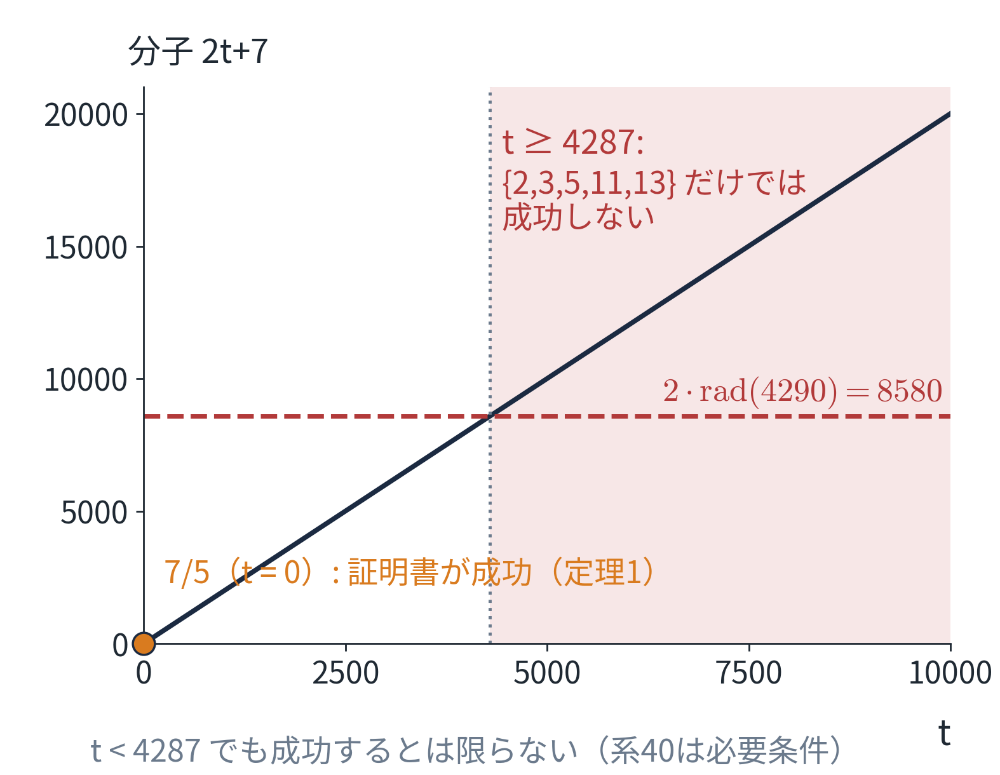 分子 2t+7
20000
15000
10000
5000
0
t ≥ 4287:
{2,3,5,11,13} だけでは
成功しない
2 · rad(4290) = 8580
7/5（t = 0）: 証明書が成功（定理1）
0
2500
5000
7500
10000
t
t < 4287 でも成功するとは限らない（系40は必要条件）